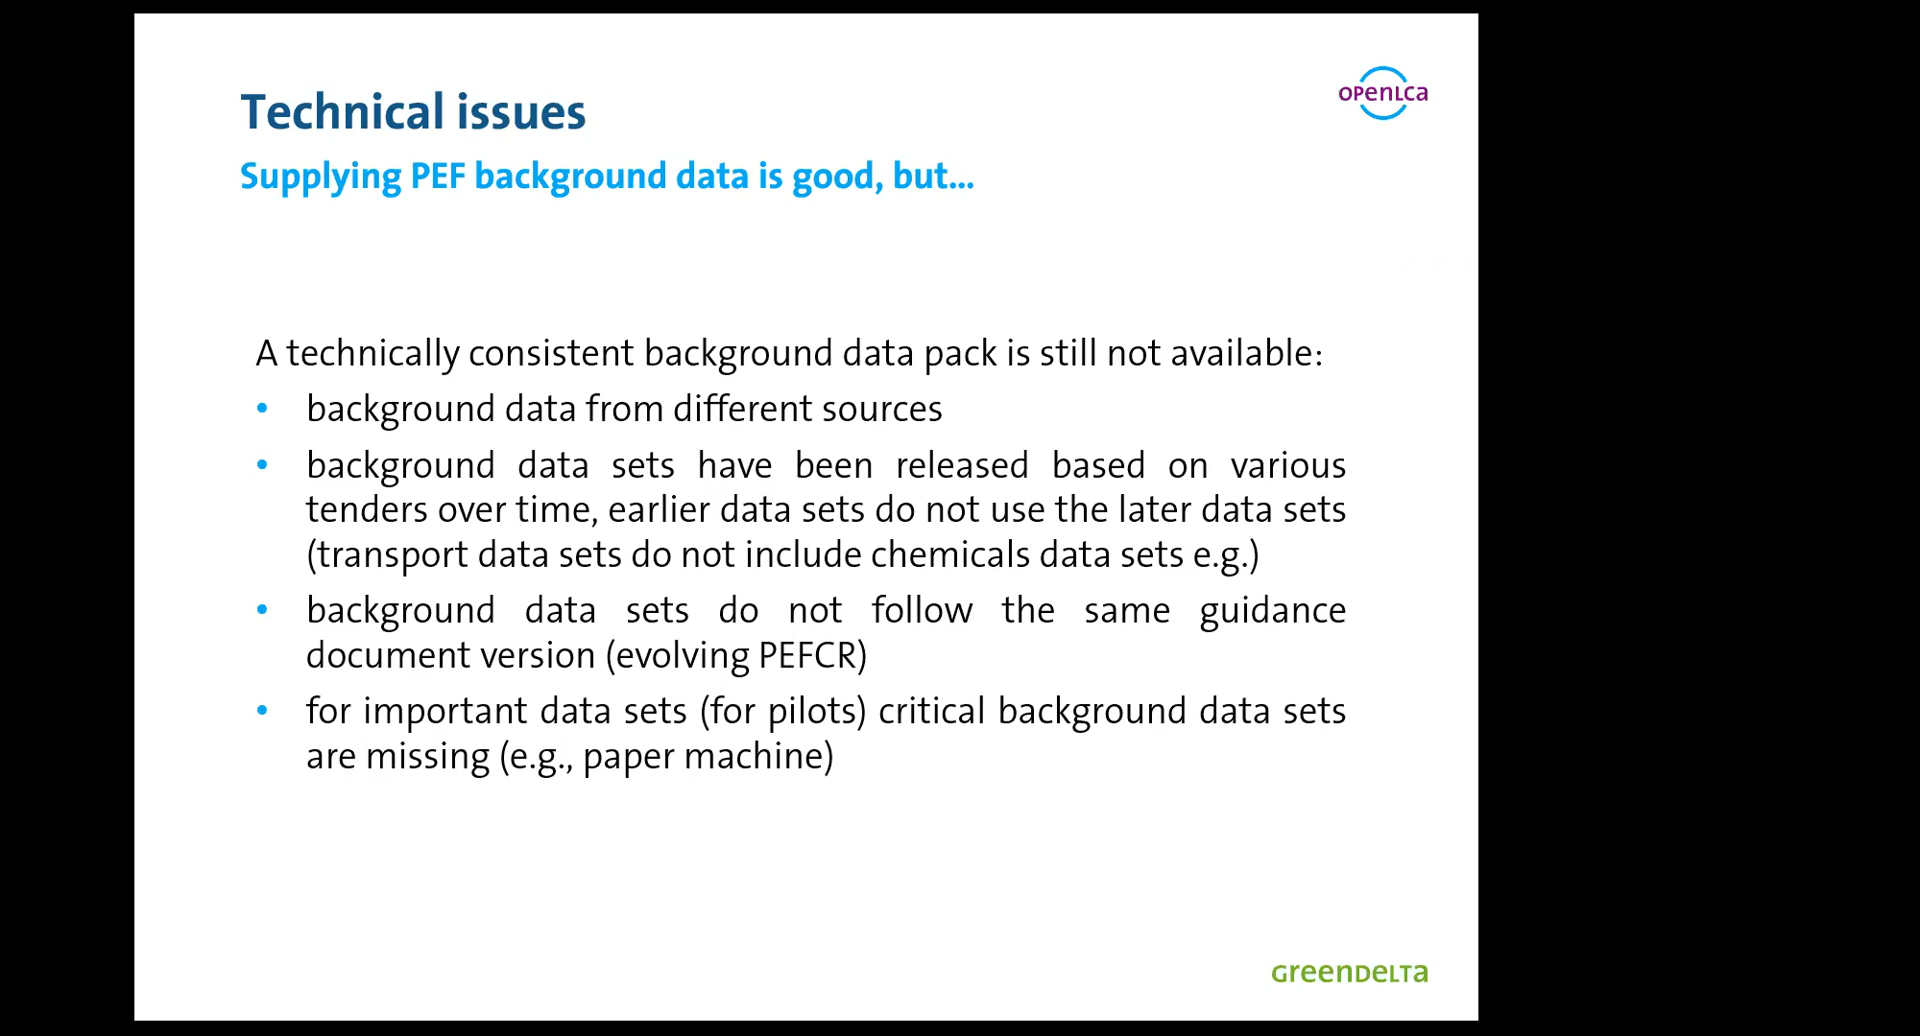 Technical issues
openLca
Supplying PEF background data is good, but...
A technically consistent background data pack is still not available:
• background data from different sources
• background data sets have been released based on various
tenders over time, earlier data sets do not use the later data sets
(transport data sets do not include chemicals data sets e.g.)
• background data sets do not follow the same guidance
document version (evolving PEFCR)
• for important data sets (for pilots) critical background data sets
are missing (e.g., paper machine)
GreenDeLTa